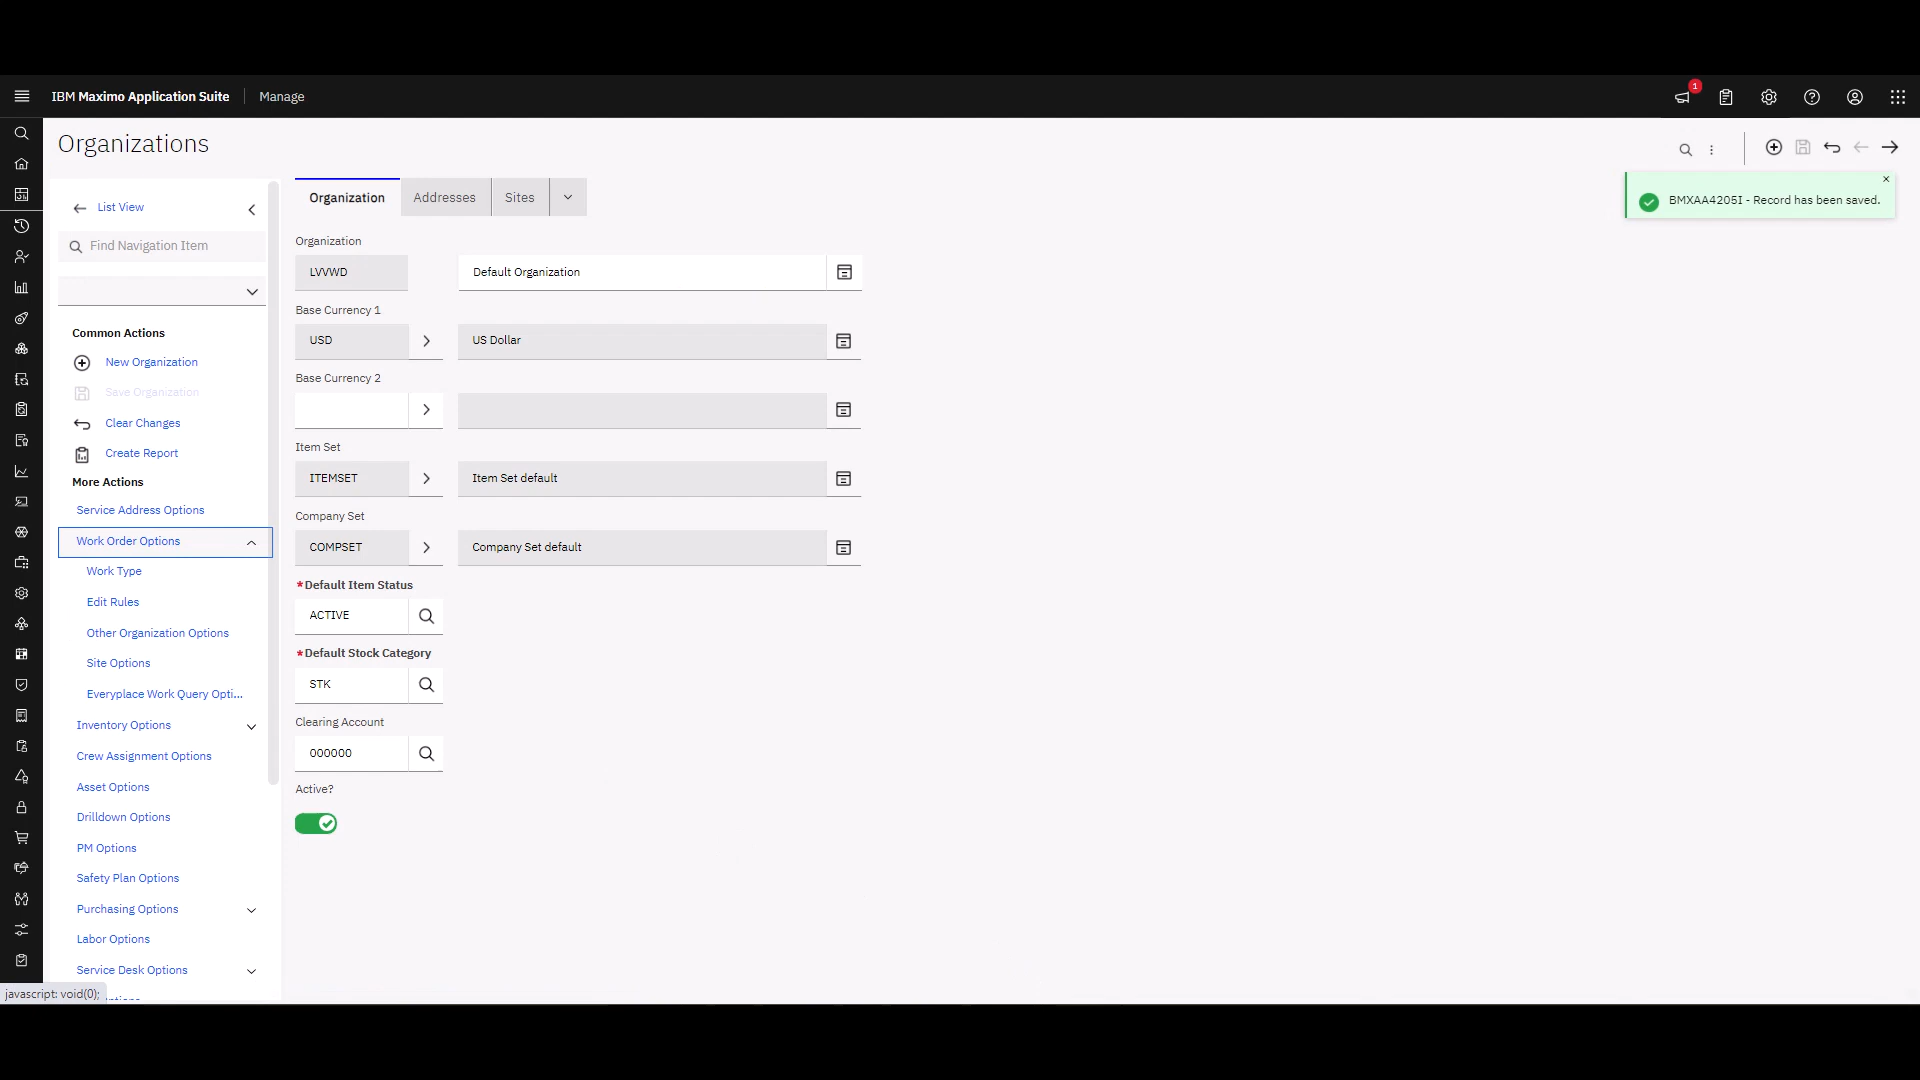 IBM Maximo Application Suite
Manage
1
Organizations
BMXAA4205I - Record has been saved.
List View
Find Navigation Item
Common Actions
New Organization
Save Organization
Clear Changes
Create Report
More Actions
Service Address Options
Work Order Options
Work Type
Edit Rules
Other Organization Options
Site Options
Everyplace Work Query Opti...
Inventory Options
Crew Assignment Options
Asset Options
Drilldown Options
PM Options
Safety Plan Options
Purchasing Options
Labor Options
Service Desk Options
javascript: void(0);
Organization
Addresses
Sites
Organization
LVVWD
Default Organization
Base Currency 1
USD
US Dollar
Base Currency 2
Item Set
ITEMSET
Item Set default
Company Set
COMPSET
Company Set default
*Default Item Status
ACTIVE
*Default Stock Category
STK
Clearing Account
000000
Active?